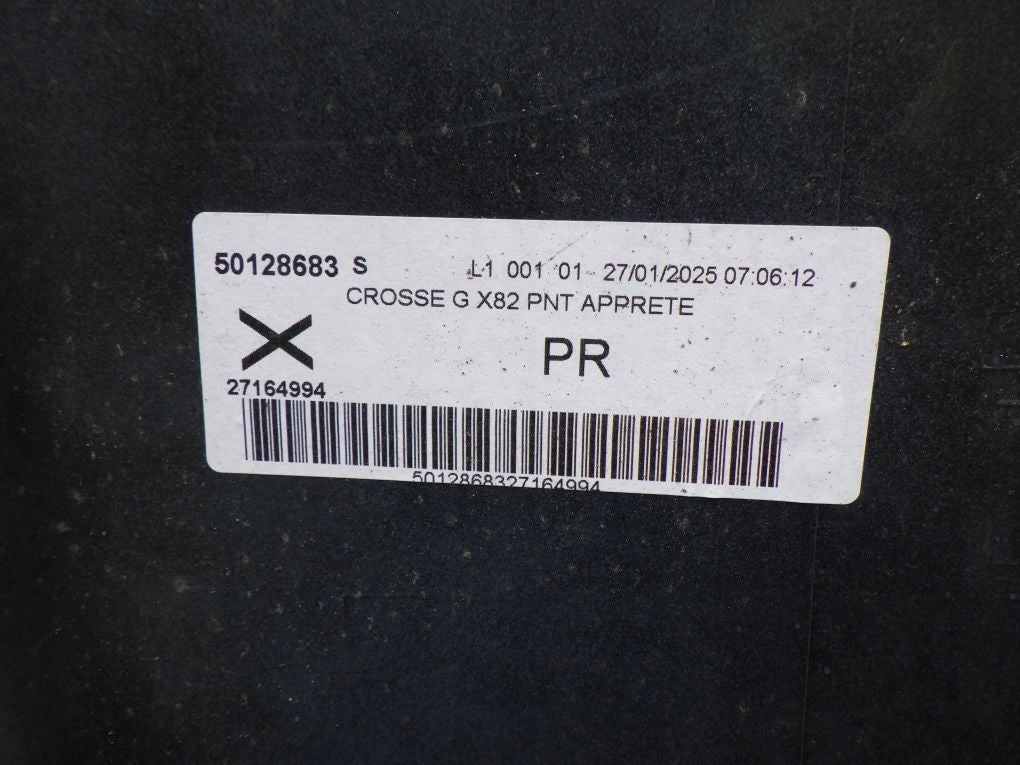 50128683 S L1 001 01 27/01/2025 07:06:12
CROSSE G X82 PNT APPRETE
X PR
27164994
5012868327164994